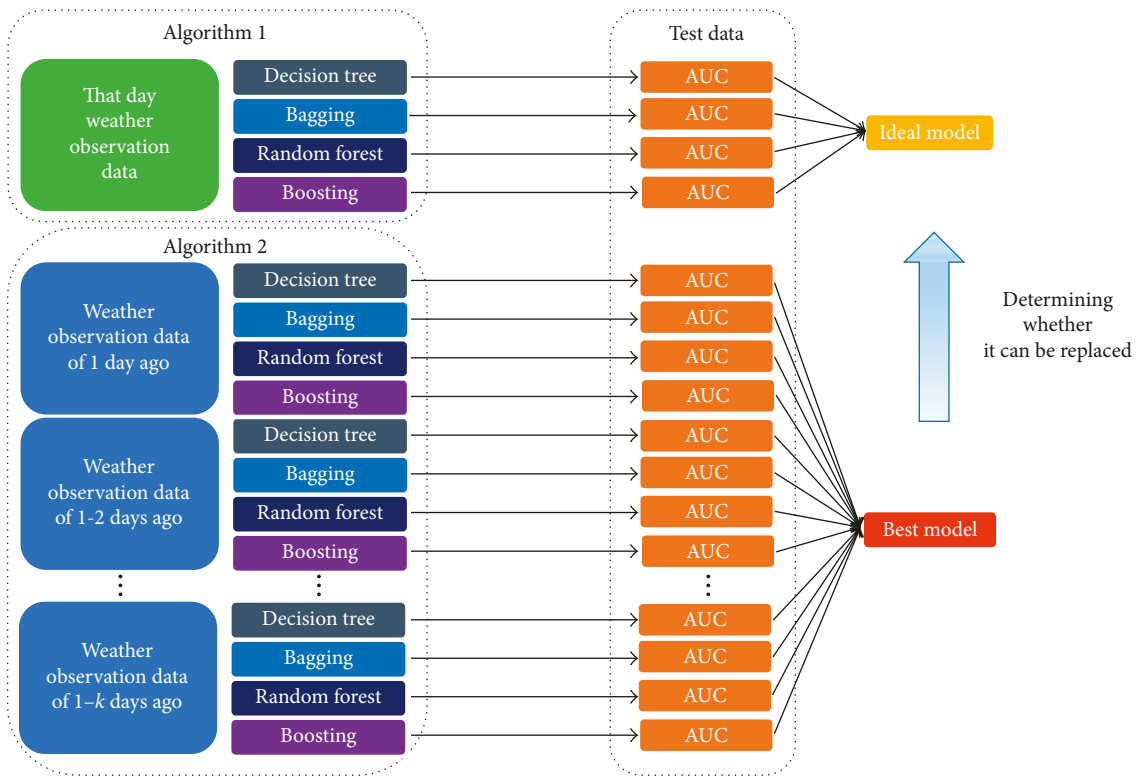 Algorithm 1
That day
weather
observation
data
Decision tree
Bagging
Random forest
Boosting
Test data
AUC
AUC
AUC
AUC
Ideal model
Algorithm 2
Weather
observation data
of 1 day ago
Decision tree
Bagging
Random forest
Boosting
AUC
AUC
AUC
AUC
Weather
observation data
of 1-2 days ago
Decision tree
Bagging
Random forest
Boosting
AUC
AUC
AUC
AUC
Weather
observation data
of 1–k days ago
Decision tree
Bagging
Random forest
Boosting
AUC
AUC
AUC
AUC
Determining
whether
it can be replaced
Best model